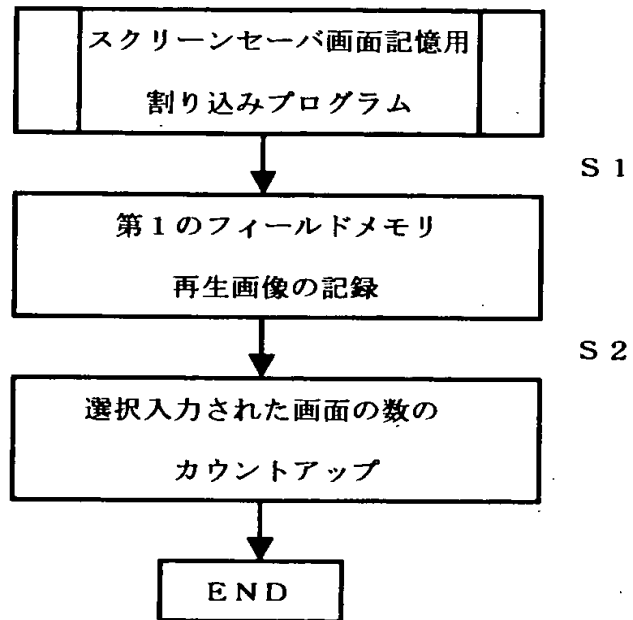 スクリーンセーバ画面記憶用
割り込みプログラム
S1
第1のフィールドメモリ
再生画像の記録
S2
選択入力された画面の数の
カウントアップ
END